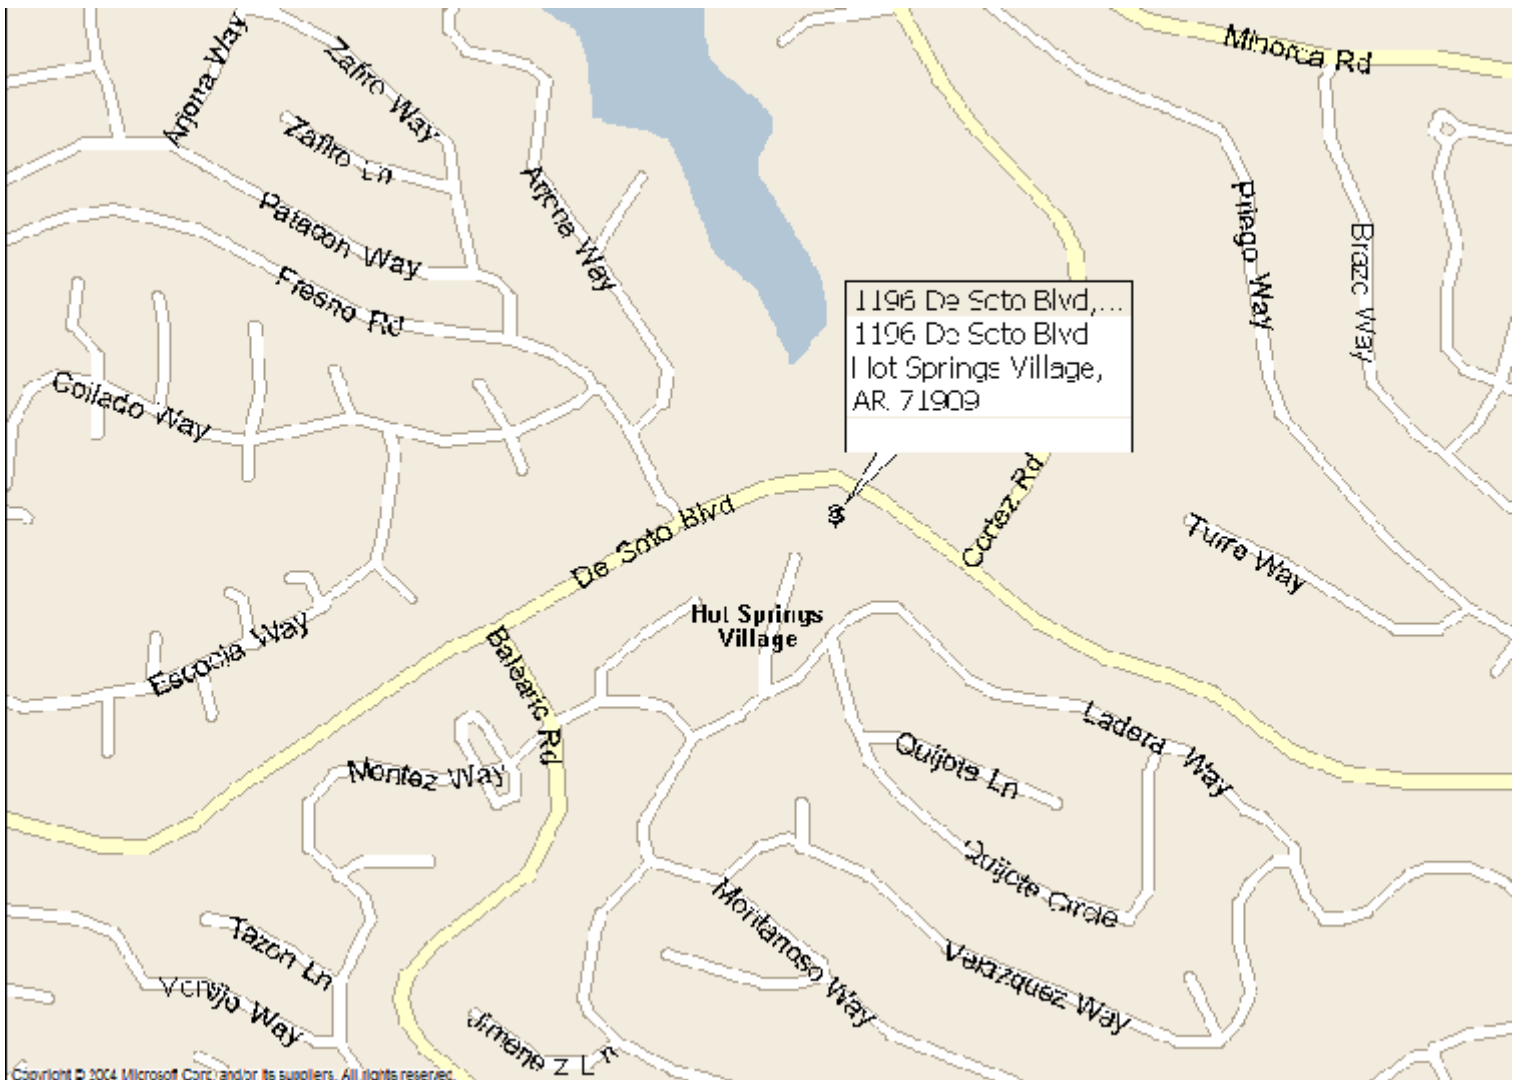 Minorca Rd
Arjona Way
Zafiro Way
Zafiro Ln
Arjona Way
Patacon Way
Priego Way
Brazo Way
Fresno Rd
1196 De Soto Blvd,...
1196 De Soto Blvd
Hot Springs Village,
AR 71909
Collado Way
Cortez Rd
De Soto Blvd
Turre Way
Hot Springs
Village
Escocia Way
Balearic Rd
Ladera Way
Quijote Ln
Montez Way
Quijote Circle
Montanoso Way
Tazon Ln
Velazquez Way
Way
Jimenez Ln
Copyright © 2004 Microsoft Corp. and/or its suppliers. All rights reserved.